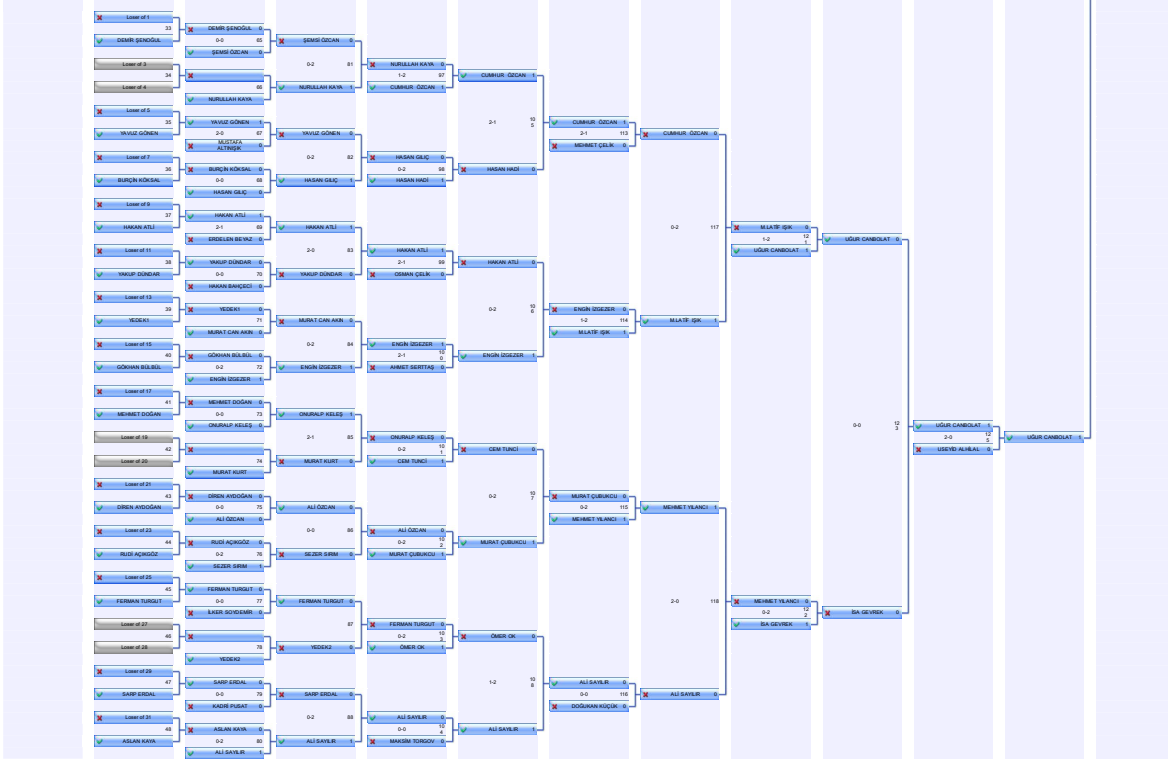 Loser of 1
33
DEMİR ŞENOĞUL
Loser of 3
34
Loser of 4
Loser of 5
35
YAVUZ GÖNEN
Loser of 7
36
BURÇİN KÖKSAL
Loser of 9
37
HAKAN ATLİ
Loser of 11
38
YAKUP DÜNDAR
Loser of 13
39
YEDEK1
Loser of 15
40
GÖKHAN BÜLBÜL
Loser of 17
41
MEHMET DOĞAN
Loser of 19
42
Loser of 20
Loser of 21
43
DİREN AYDOĞAN
Loser of 23
44
RUDİ AÇIKGÖZ
Loser of 25
45
FERMAN TURGUT
Loser of 27
46
Loser of 28
Loser of 29
47
SARP ERDAL
Loser of 31
48
ASLAN KAYA
DEMİR ŞENOĞUL 0
0-0 65
ŞEMSİ ÖZCAN 0
66
NURULLAH KAYA
YAVUZ GÖNEN 1
2-0 67
MUSTAFA ALTINIŞIK 0
BURÇİN KÖKSAL 0
0-0 68
HASAN GILIÇ 0
HAKAN ATLİ 1
2-1 69
ERDELEN BEYAZ 0
YAKUP DÜNDAR 0
0-0 70
HAKAN BAHÇECİ 0
YEDEK1 0
71
MURAT CAN AKIN 0
GÖKHAN BÜLBÜL 0
0-2 72
ENGİN İZGEZER 1
MEHMET DOĞAN 0
0-0 73
ONURALP KELEŞ 0
74
MURAT KURT
DİREN AYDOĞAN 0
0-0 75
ALİ ÖZCAN 0
RUDİ AÇIKGÖZ 0
0-2 76
SEZER SIRIM 1
FERMAN TURGUT 0
0-0 77
İLKER SOYDEMİR 0
78
YEDEK2
SARP ERDAL 0
0-0 79
KADRİ PUSAT 0
ASLAN KAYA 0
0-2 80
ALİ SAYILIR 1
ŞEMSİ ÖZCAN 0
0-2 81
NURULLAH KAYA 1
YAVUZ GÖNEN 0
0-2 82
HASAN GILIÇ 1
HAKAN ATLİ 1
2-0 83
YAKUP DÜNDAR 0
MURAT CAN AKIN 0
0-2 84
ENGİN İZGEZER 1
ONURALP KELEŞ 1
2-1 85
MURAT KURT 0
ALİ ÖZCAN 0
0-0 86
SEZER SIRIM 0
FERMAN TURGUT 0
87
YEDEK2 0
SARP ERDAL 0
0-2 88
ALİ SAYILIR 1
NURULLAH KAYA 0
1-2 97
CUMHUR ÖZCAN 1
HASAN GILIÇ 0
0-2 98
HASAN HADİ 1
HAKAN ATLİ 1
2-1 99
OSMAN ÇELİK 0
ENGİN İZGEZER 1
2-1 100
AHMET SERTTAŞ 0
ONURALP KELEŞ 0
0-2 101
CEM TUNCİ 1
ALİ ÖZCAN 0
0-2 102
MURAT ÇUBUKCU 1
FERMAN TURGUT 0
0-2 103
ÖMER OK 1
ALİ SAYILIR 0
0-0 104
MAKSİM TORGOV 0
CUMHUR ÖZCAN 1
2-1 105
HASAN HADİ 0
HAKAN ATLİ 0
0-2 106
ENGİN İZGEZER 1
CEM TUNCİ 0
0-2 107
MURAT ÇUBUKCU 1
ÖMER OK 0
1-2 108
ALİ SAYILIR 1
CUMHUR ÖZCAN 1
2-1 113
MEHMET ÇELİK 0
ENGİN İZGEZER 0
1-2 114
M.LATİF IŞIK 1
MURAT ÇUBUKCU 0
0-2 115
MEHMET YILANCI 1
ALİ SAYILIR 0
0-0 116
DOĞUKAN KÜÇÜK 0
CUMHUR ÖZCAN 0
0-2 117
M.LATİF IŞIK 1
MEHMET YILANCI 1
2-0 118
ALİ SAYILIR 0
M.LATİF IŞIK 0
1-2 121
UĞUR CANBOLAT 1
MEHMET YILANCI 0
0-2 122
İSA GEVREK 1
UĞUR CANBOLAT 0
0-0 123
İSA GEVREK 0
UĞUR CANBOLAT 1
2-0 125
USEYİD ALHİLAL 0
UĞUR CANBOLAT 1